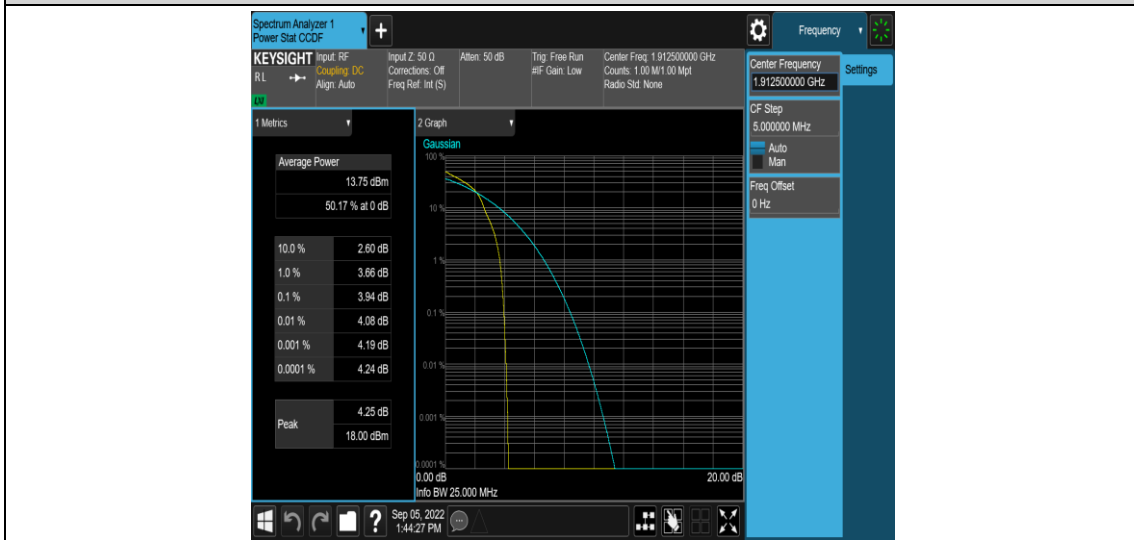 Spectrum Analyzer 1
Power Stat CCDF
+
Frequency
KEYSIGHT
RL
LXI
Input: RF
Coupling: DC
Align: Auto
Input Z: 50 Ω
Corrections: Off
Freq Ref: Int (S)
Atten: 50 dB
Trig: Free Run
#IF Gain: Low
Center Freq: 1.912500000 GHz
Counts: 1.00 M/1.00 Mpt
Radio Std: None
Center Frequency
1.912500000 GHz
Settings
CF Step
5.000000 MHz
Auto
Man
Freq Offset
0 Hz
1 Metrics
Average Power
13.75 dBm
50.17 % at 0 dB
10.0 % 2.60 dB
1.0 % 3.66 dB
0.1 % 3.94 dB
0.01 % 4.08 dB
0.001 % 4.19 dB
0.0001 % 4.24 dB
Peak
4.25 dB
18.00 dBm
2 Graph
Gaussian
100 %
10 %
1 %
0.1 %
0.01 %
0.001 %
0.0001 %
0.00 dB 20.00 dB
Info BW 25.000 MHz
?
Sep 05, 2022
1:44:27 PM